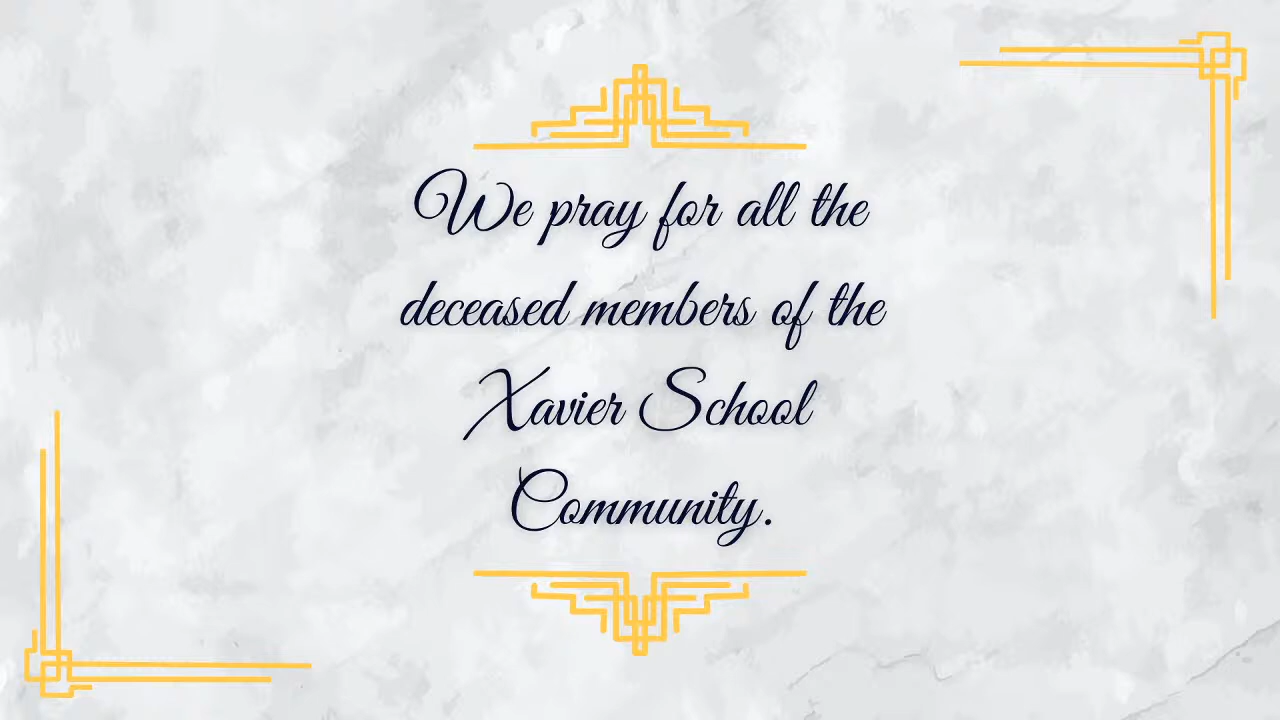 We pray for all the
deceased members of the
Xavier School
Community.